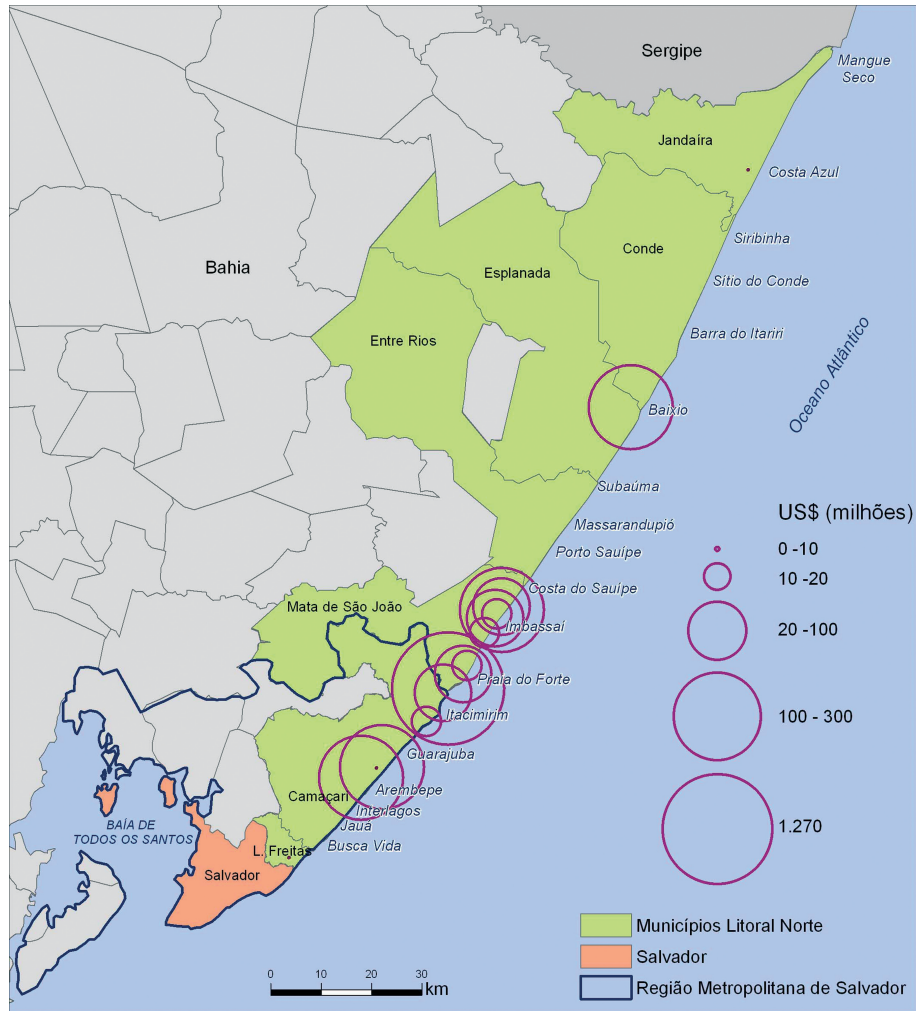 Sergipe
Mangue
Seco
Jandaíra
Costa Azul
Siribinha
Conde
Bahia
Esplanada
Sítio do Conde
Entre Rios
Barra do Itariri
Oceano Atlântico
Baixio
Subaúma
US$ (milhões)
Massarandupió
Porto Sauípe
0 -10
10 -20
Costa do Sauípe
Mata de São João
Imbassaí
20 -100
Praia do Forte
Itacimirim
100 - 300
Guarajuba
Camaçari
Arembepe
Interlagos
Jauá
Busca Vida
1.270
BAÍA DE
TODOS OS SANTOS
L. Freitas
Salvador
Municípios Litoral Norte
Salvador
Região Metropolitana de Salvador
0 10 20 30
km